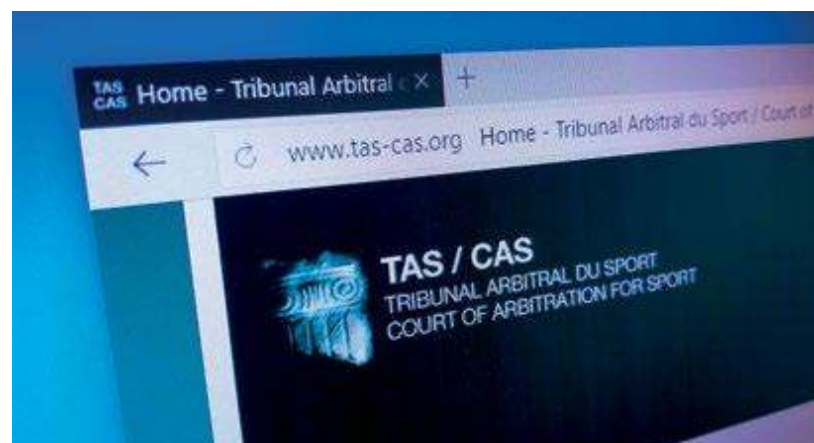 TAS CAS Home - Tribunal Arbitral
www.tas-cas.org Home - Tribunal Arbitral du Sport / Court of
TAS / CAS
TRIBUNAL ARBITRAL DU SPORT
COURT OF ARBITRATION FOR SPORT